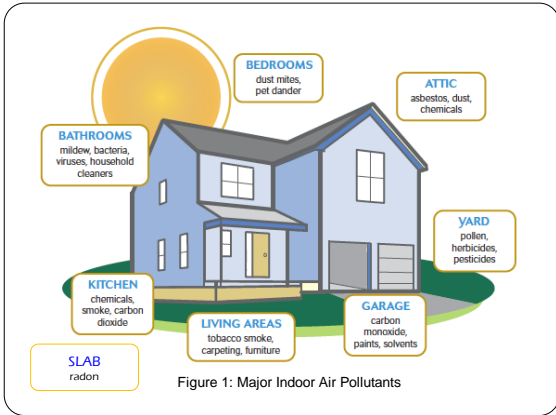 BEDROOMS
dust mites,
pet dander
ATTIC
asbestos, dust,
chemicals
BATHROOMS
mildew, bacteria,
viruses, household
cleaners
YARD
pollen,
herbicides,
pesticides
KITCHEN
chemicals,
smoke, carbon
dioxide
LIVING AREAS
tobacco smoke,
carpeting, furniture
GARAGE
carbon
monoxide,
paints, solvents
SLAB
radon
Figure 1: Major Indoor Air Pollutants